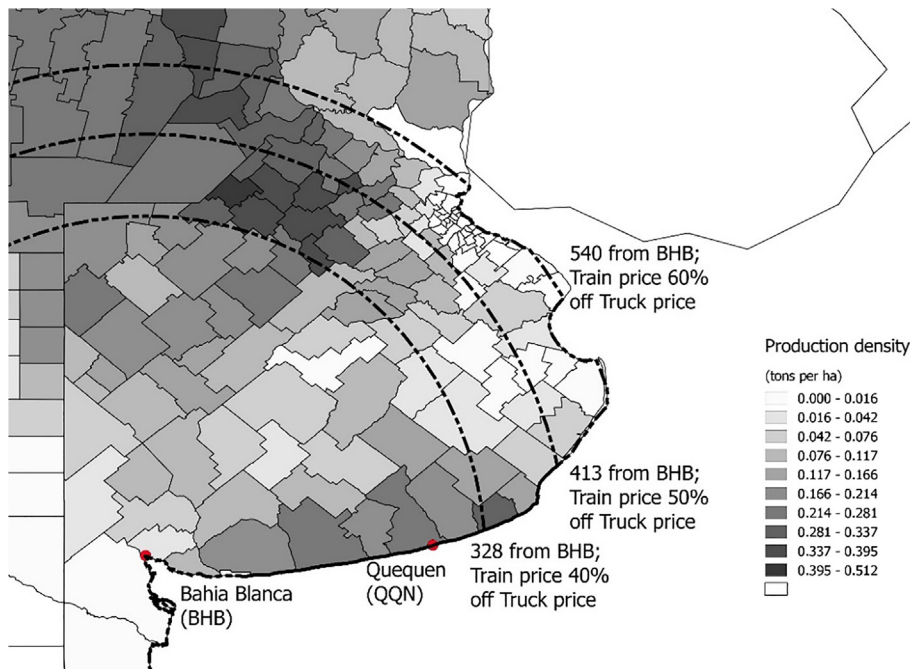 540 from BHB;
Train price 60%
off Truck price
413 from BHB;
Train price 50%
off Truck price
328 from BHB;
Train price 40%
off Truck price
Quequen
(QQN)
Bahia Blanca
(BHB)
Production density
(tons per ha)
0.000 - 0.016
0.016 - 0.042
0.042 - 0.076
0.076 - 0.117
0.117 - 0.166
0.166 - 0.214
0.214 - 0.281
0.281 - 0.337
0.337 - 0.395
0.395 - 0.512